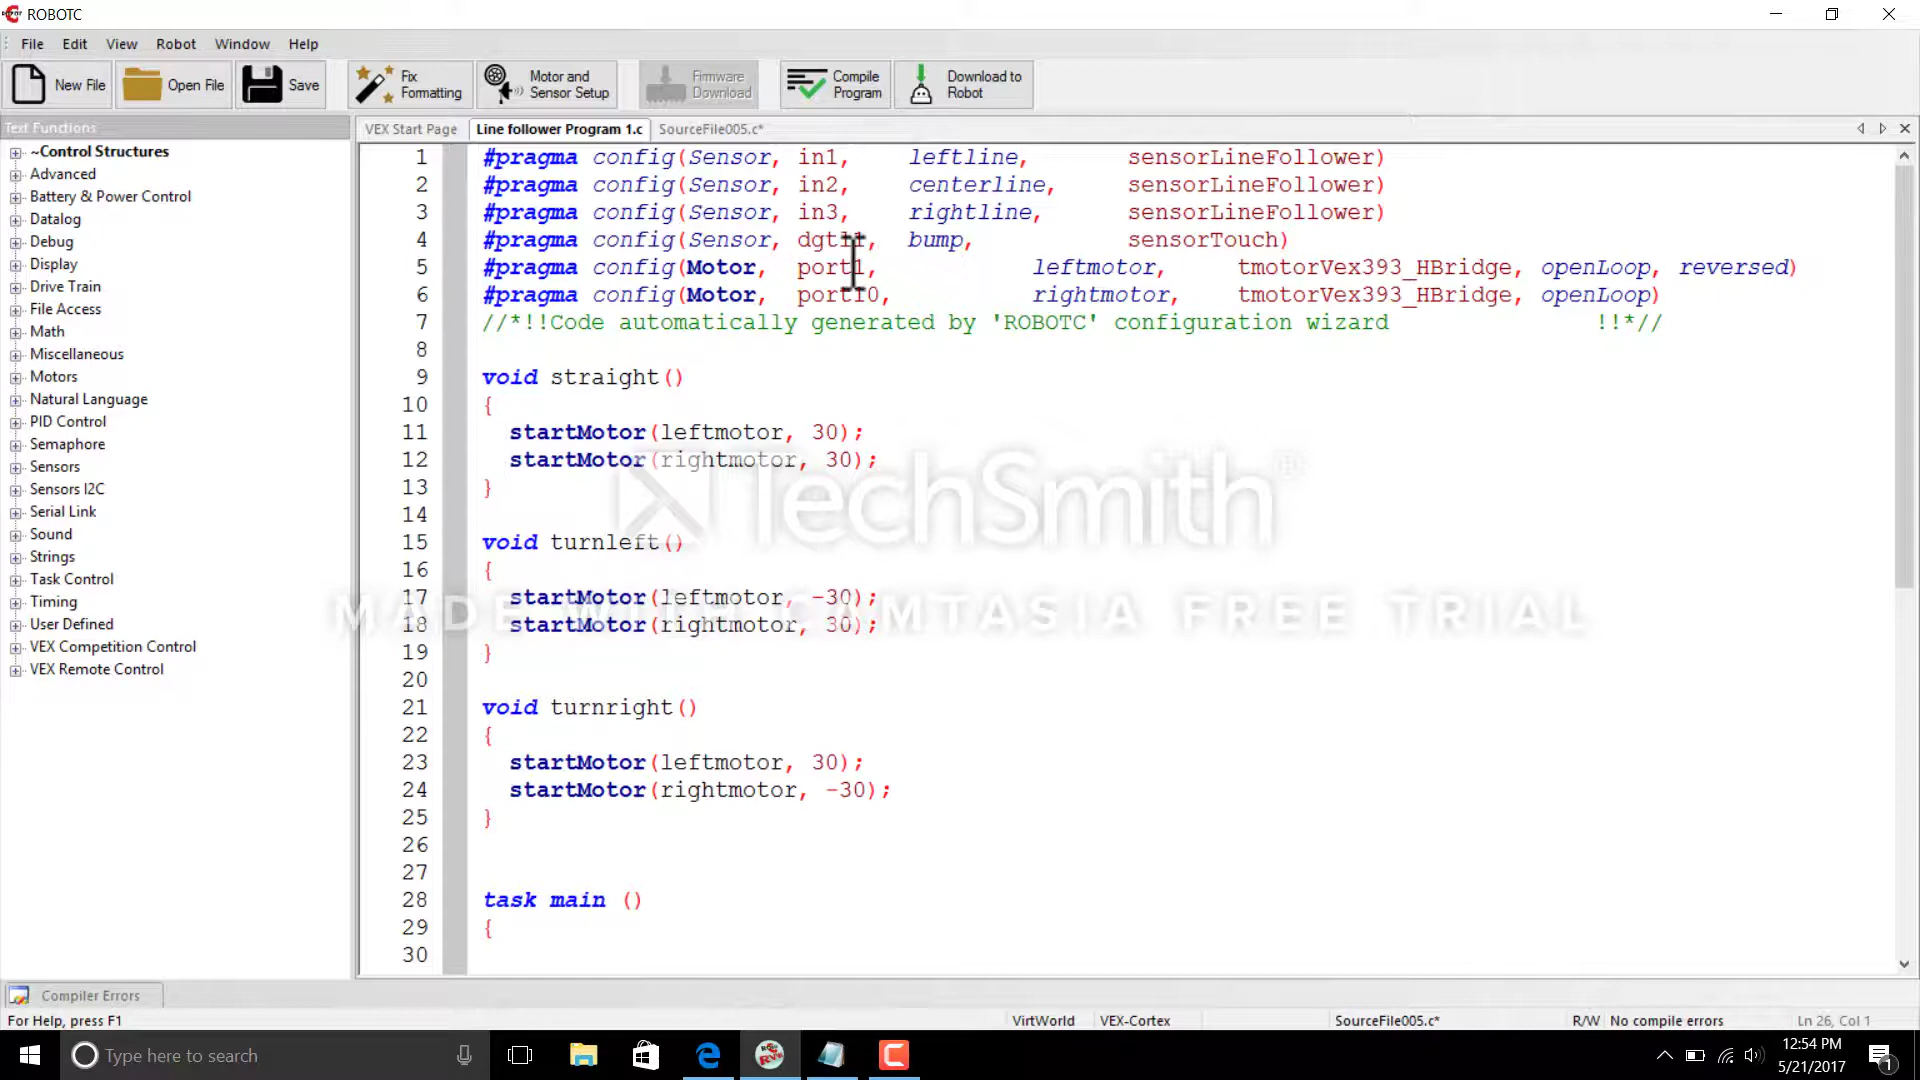 ROBOTC
File Edit View Robot Window Help
New File Open File Save Fix Formatting Motor and Sensor Setup Firmware Download Compile Program Download to Robot
Text Functions
~Control Structures
Advanced
Battery & Power Control
Datalog
Debug
Display
Drive Train
File Access
Math
Miscellaneous
Motors
Natural Language
PID Control
Semaphore
Sensors
Sensors I2C
Serial Link
Sound
Strings
Task Control
Timing
User Defined
VEX Competition Control
VEX Remote Control
VEX Start Page Line follower Program 1.c SourceFile005.c*
1 #pragma config(Sensor, in1, leftline, sensorLineFollower)
2 #pragma config(Sensor, in2, centerline, sensorLineFollower)
3 #pragma config(Sensor, in3, rightline, sensorLineFollower)
4 #pragma config(Sensor, bump, sensorTouch)
5 #pragma config(Motor, port1, leftmotor, tmotorVex393_HBridge, openLoop, reversed)
6 #pragma config(Motor, port10, rightmotor, tmotorVex393_HBridge, openLoop)
7 //*!!Code automatically generated by 'ROBOTC' configuration wizard !!*//
8
9 void straight()
10 {
11 startMotor(leftmotor, 30);
12 startMotor(rightmotor, 30);
13 }
14
15 void turnleft()
16 {
17 startMotor(leftmotor, -30);
18 startMotor(rightmotor, 30);
19 }
20
21 void turnright()
22 {
23 startMotor(leftmotor, 30);
24 startMotor(rightmotor, -30);
25 }
26
27
28 task main ()
29 {
30
TechSmith®
MADE WITH CAMTASIA FREE TRIAL
Compiler Errors
For Help, press F1 VirtWorld VEX-Cortex SourceFile005.c* R/W No compile errors Ln 26, Col 1
Type here to search
12:54 PM
5/21/2017
1